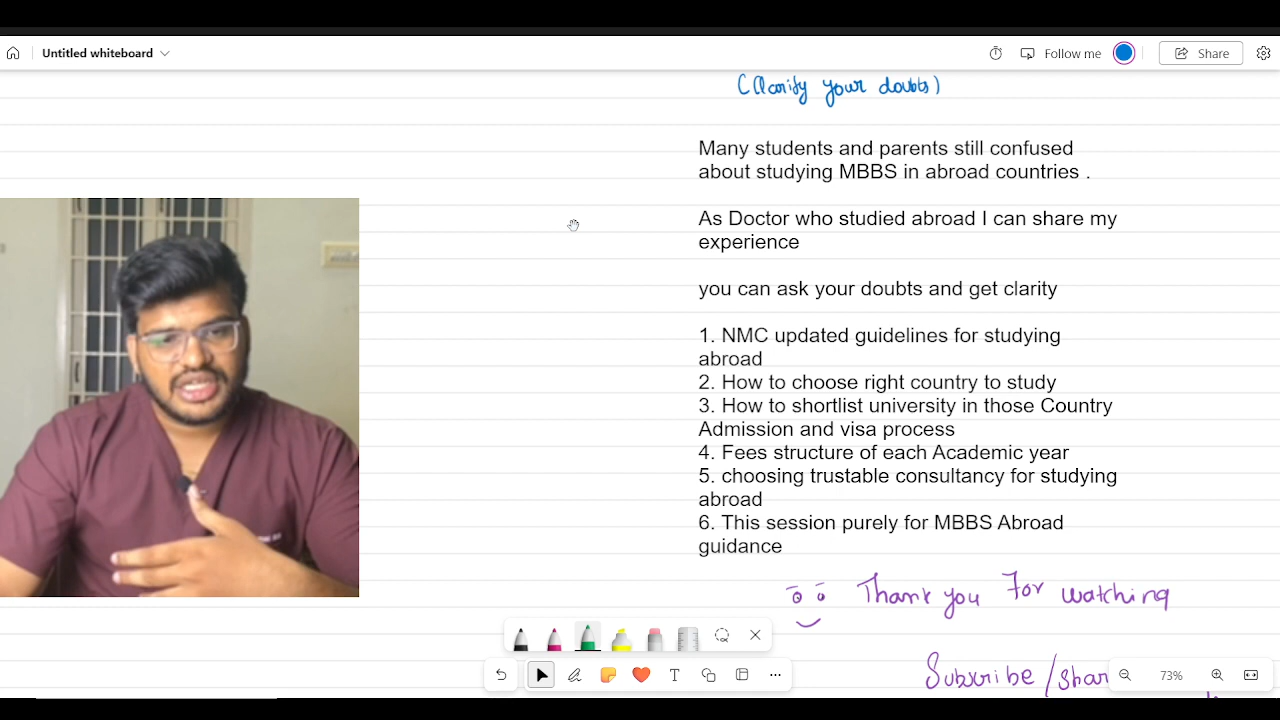 Untitled whiteboard
Follow me
Share
(Clarify your doubts)
Many students and parents still confused
about studying MBBS in abroad countries .
As Doctor who studied abroad I can share my
experience
you can ask your doubts and get clarity
1. NMC updated guidelines for studying
abroad
2. How to choose right country to study
3. How to shortlist university in those Country
Admission and visa process
4. Fees structure of each Academic year
5. choosing trustable consultancy for studying
abroad
6. This session purely for MBBS Abroad
guidance
Thank you For watching
Subscribe / Shar
73%